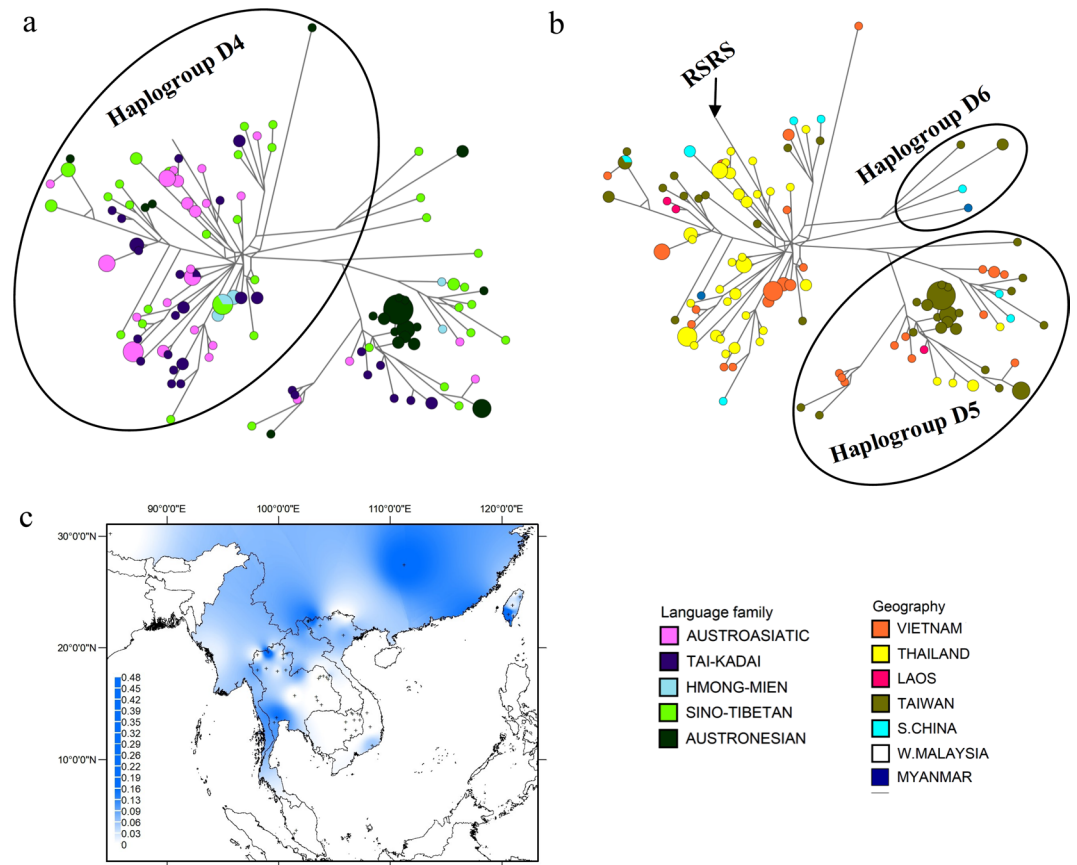 a
Haplogroup D4
b
RSRS
Haplogroup D6
Haplogroup D5
c
90°0'0"E 100°0'0"E 110°0'0"E 120°0'0"E
30°0'0"N
20°0'0"N
10°0'0"N
0.48
0.45
0.42
0.39
0.35
0.32
0.29
0.26
0.22
0.19
0.16
0.13
0.09
0.06
0.03
0
Language family
AUSTROASIATIC
TAI-KADAI
HMONG-MIEN
SINO-TIBETAN
AUSTRONESIAN
Geography
VIETNAM
THAILAND
LAOS
TAIWAN
S.CHINA
W.MALAYSIA
MYANMAR